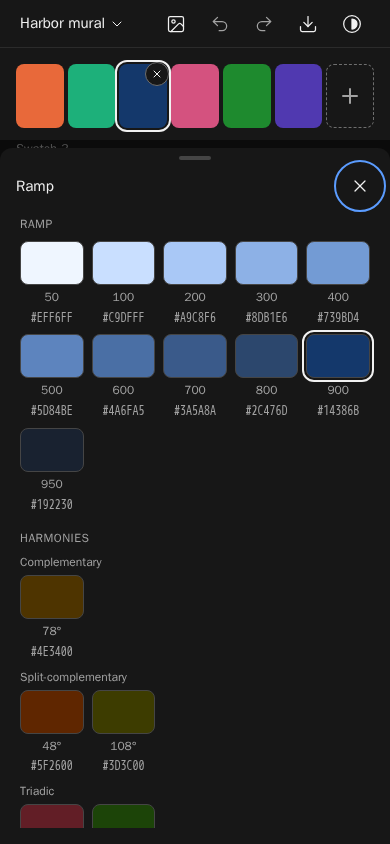 Harbor mural
Ramp
RAMP
50 100 200 300 400
#EFF6FF #C9DFFF #A9C8F6 #8DB1E6 #739BD4
500 600 700 800 900
#5D84BE #4A6FA5 #3A5A8A #2C476D #14386B
950
#192230
HARMONIES
Complementary
78°
#4E3400
Split-complementary
48° 108°
#5F2600 #3D3C00
Triadic